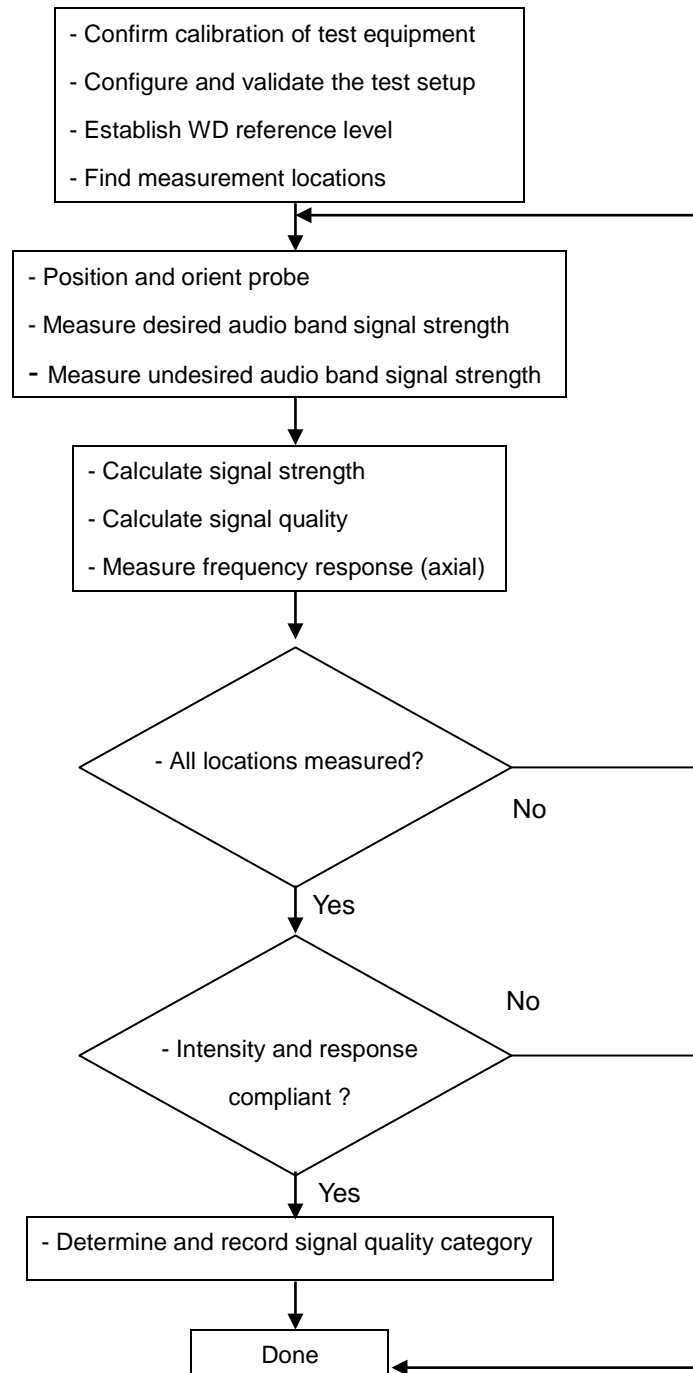 - Confirm calibration of test equipment
- Configure and validate the test setup
- Establish WD reference level
- Find measurement locations
- Position and orient probe
- Measure desired audio band signal strength
- Measure undesired audio band signal strength
- Calculate signal strength
- Calculate signal quality
- Measure frequency response (axial)
- All locations measured?
No
Yes
No
- Intensity and response
compliant ?
Yes
- Determine and record signal quality category
Done